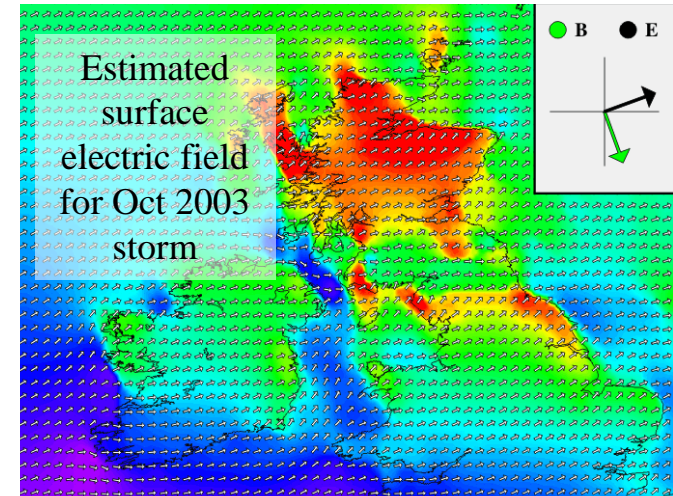 Estimated
surface
electric field
for Oct 2003
storm
B E